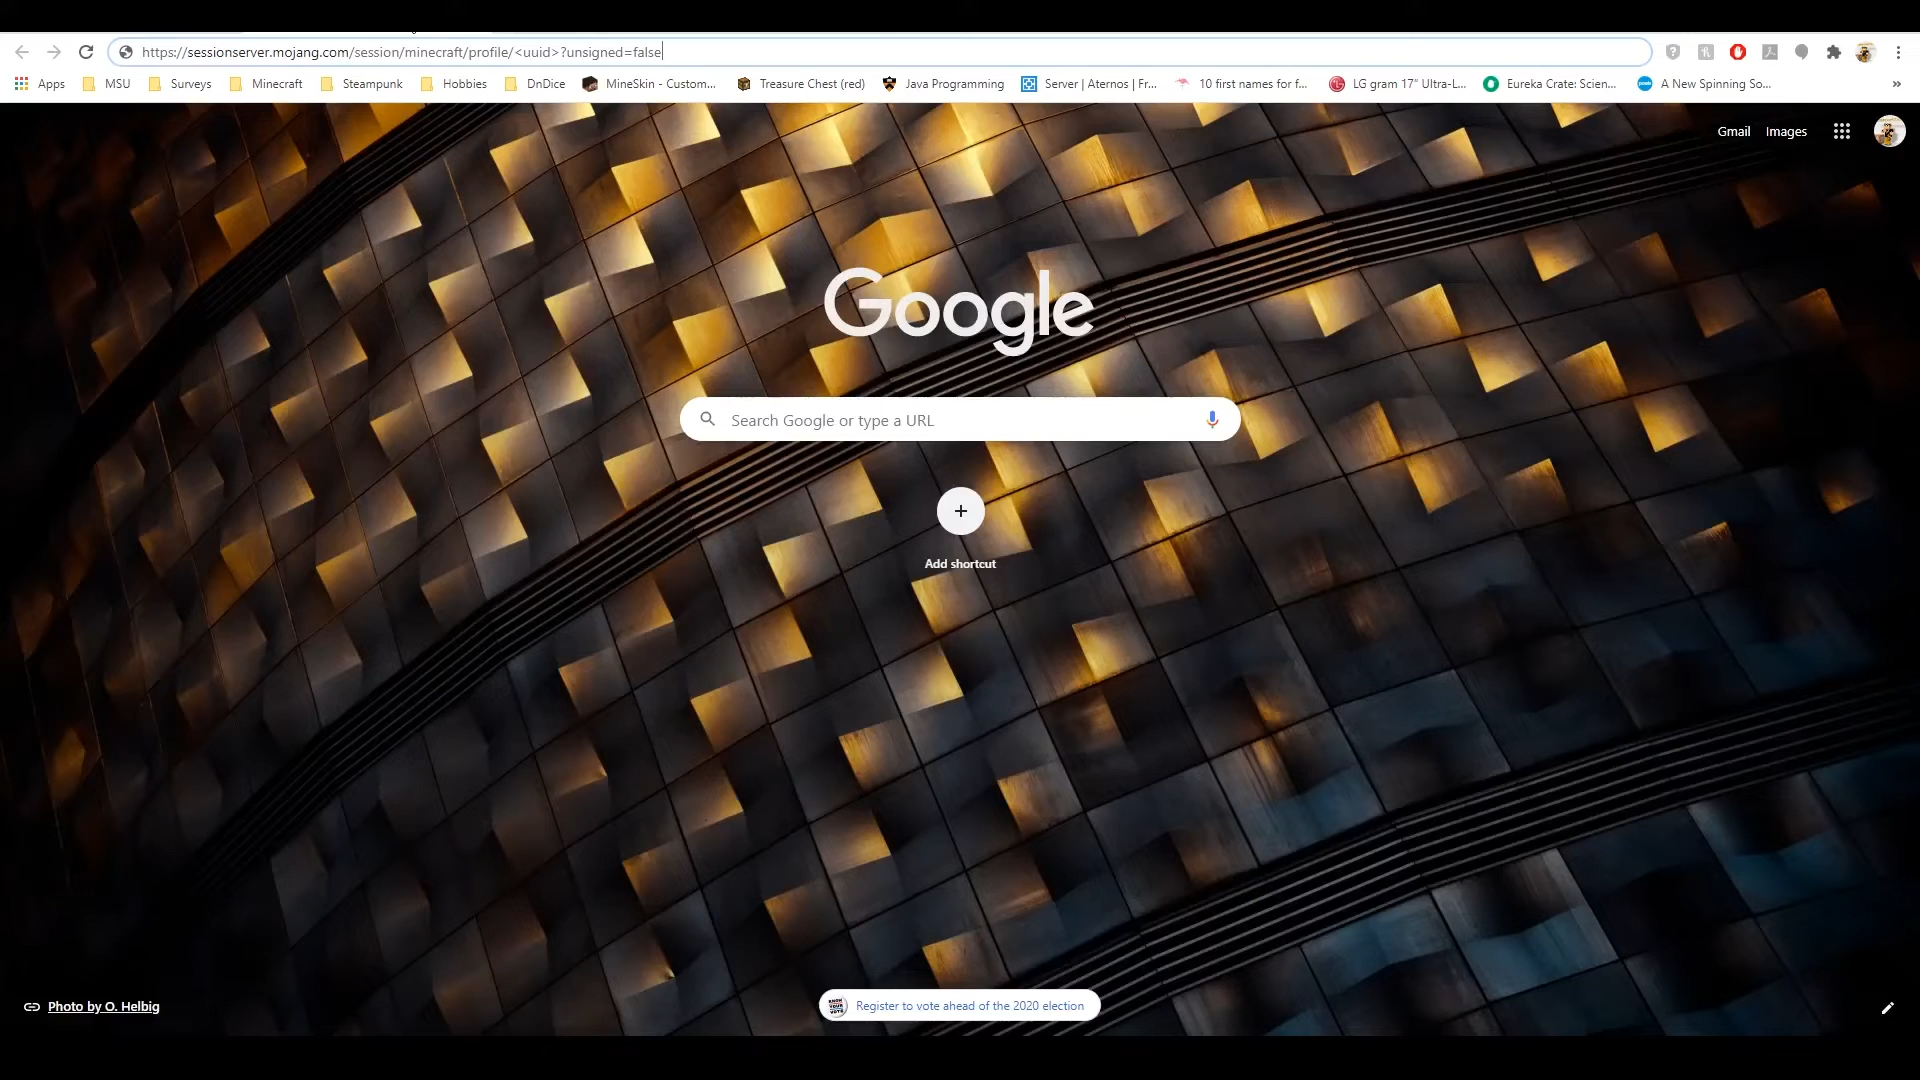 https://sessionserver.mojang.com/session/minecraft/profile/<uuid>?unsigned=false
Apps MSU Surveys Minecraft Steampunk Hobbies DnDice MineSkin - Custom... Treasure Chest (red) Java Programming Server | Aternos | Fr... 10 first names for f... LG gram 17" Ultra-L... Eureka Crate: Scien... A New Spinning So... »
Gmail Images
Google
Search Google or type a URL
Add shortcut
Photo by O. Helbig
Register to vote ahead of the 2020 election